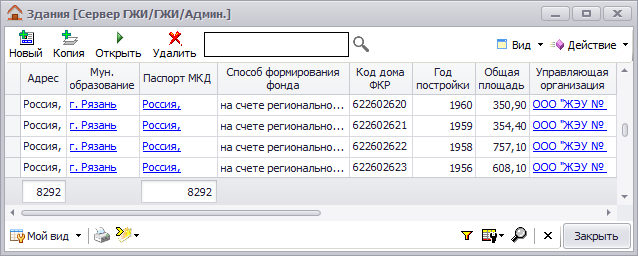 Здания [Сервер ГЖИ/ГЖИ/Админ.]
Новый Копия Открыть Удалить Вид Действие
Адрес Мун. образование Паспорт МКД Способ формирования фонда Код дома ФКР Год постройки Общая площадь Управляющая организация
Россия, г. Рязань Россия, на счете регионально... 622602620 1960 350,90 ООО "ЖЭУ №
Россия, г. Рязань Россия, на счете регионально... 622602621 1959 354,40 ООО "ЖЭУ №
Россия, г. Рязань Россия, на счете регионально... 622602622 1958 757,10 ООО "ЖЭУ №
Россия, г. Рязань Россия, на счете регионально... 622602623 1956 608,10 ООО "ЖЭУ №
8292 8292
Мой вид Закрыть